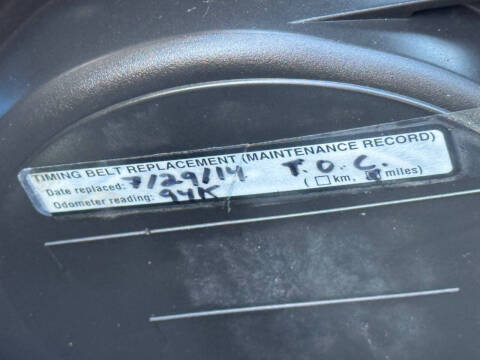 TIMING BELT REPLACEMENT (MAINTENANCE RECORD)
Date replaced: 7/29/14 T.O.C.
Odometer reading: 94K (☐ km, ☑ miles)